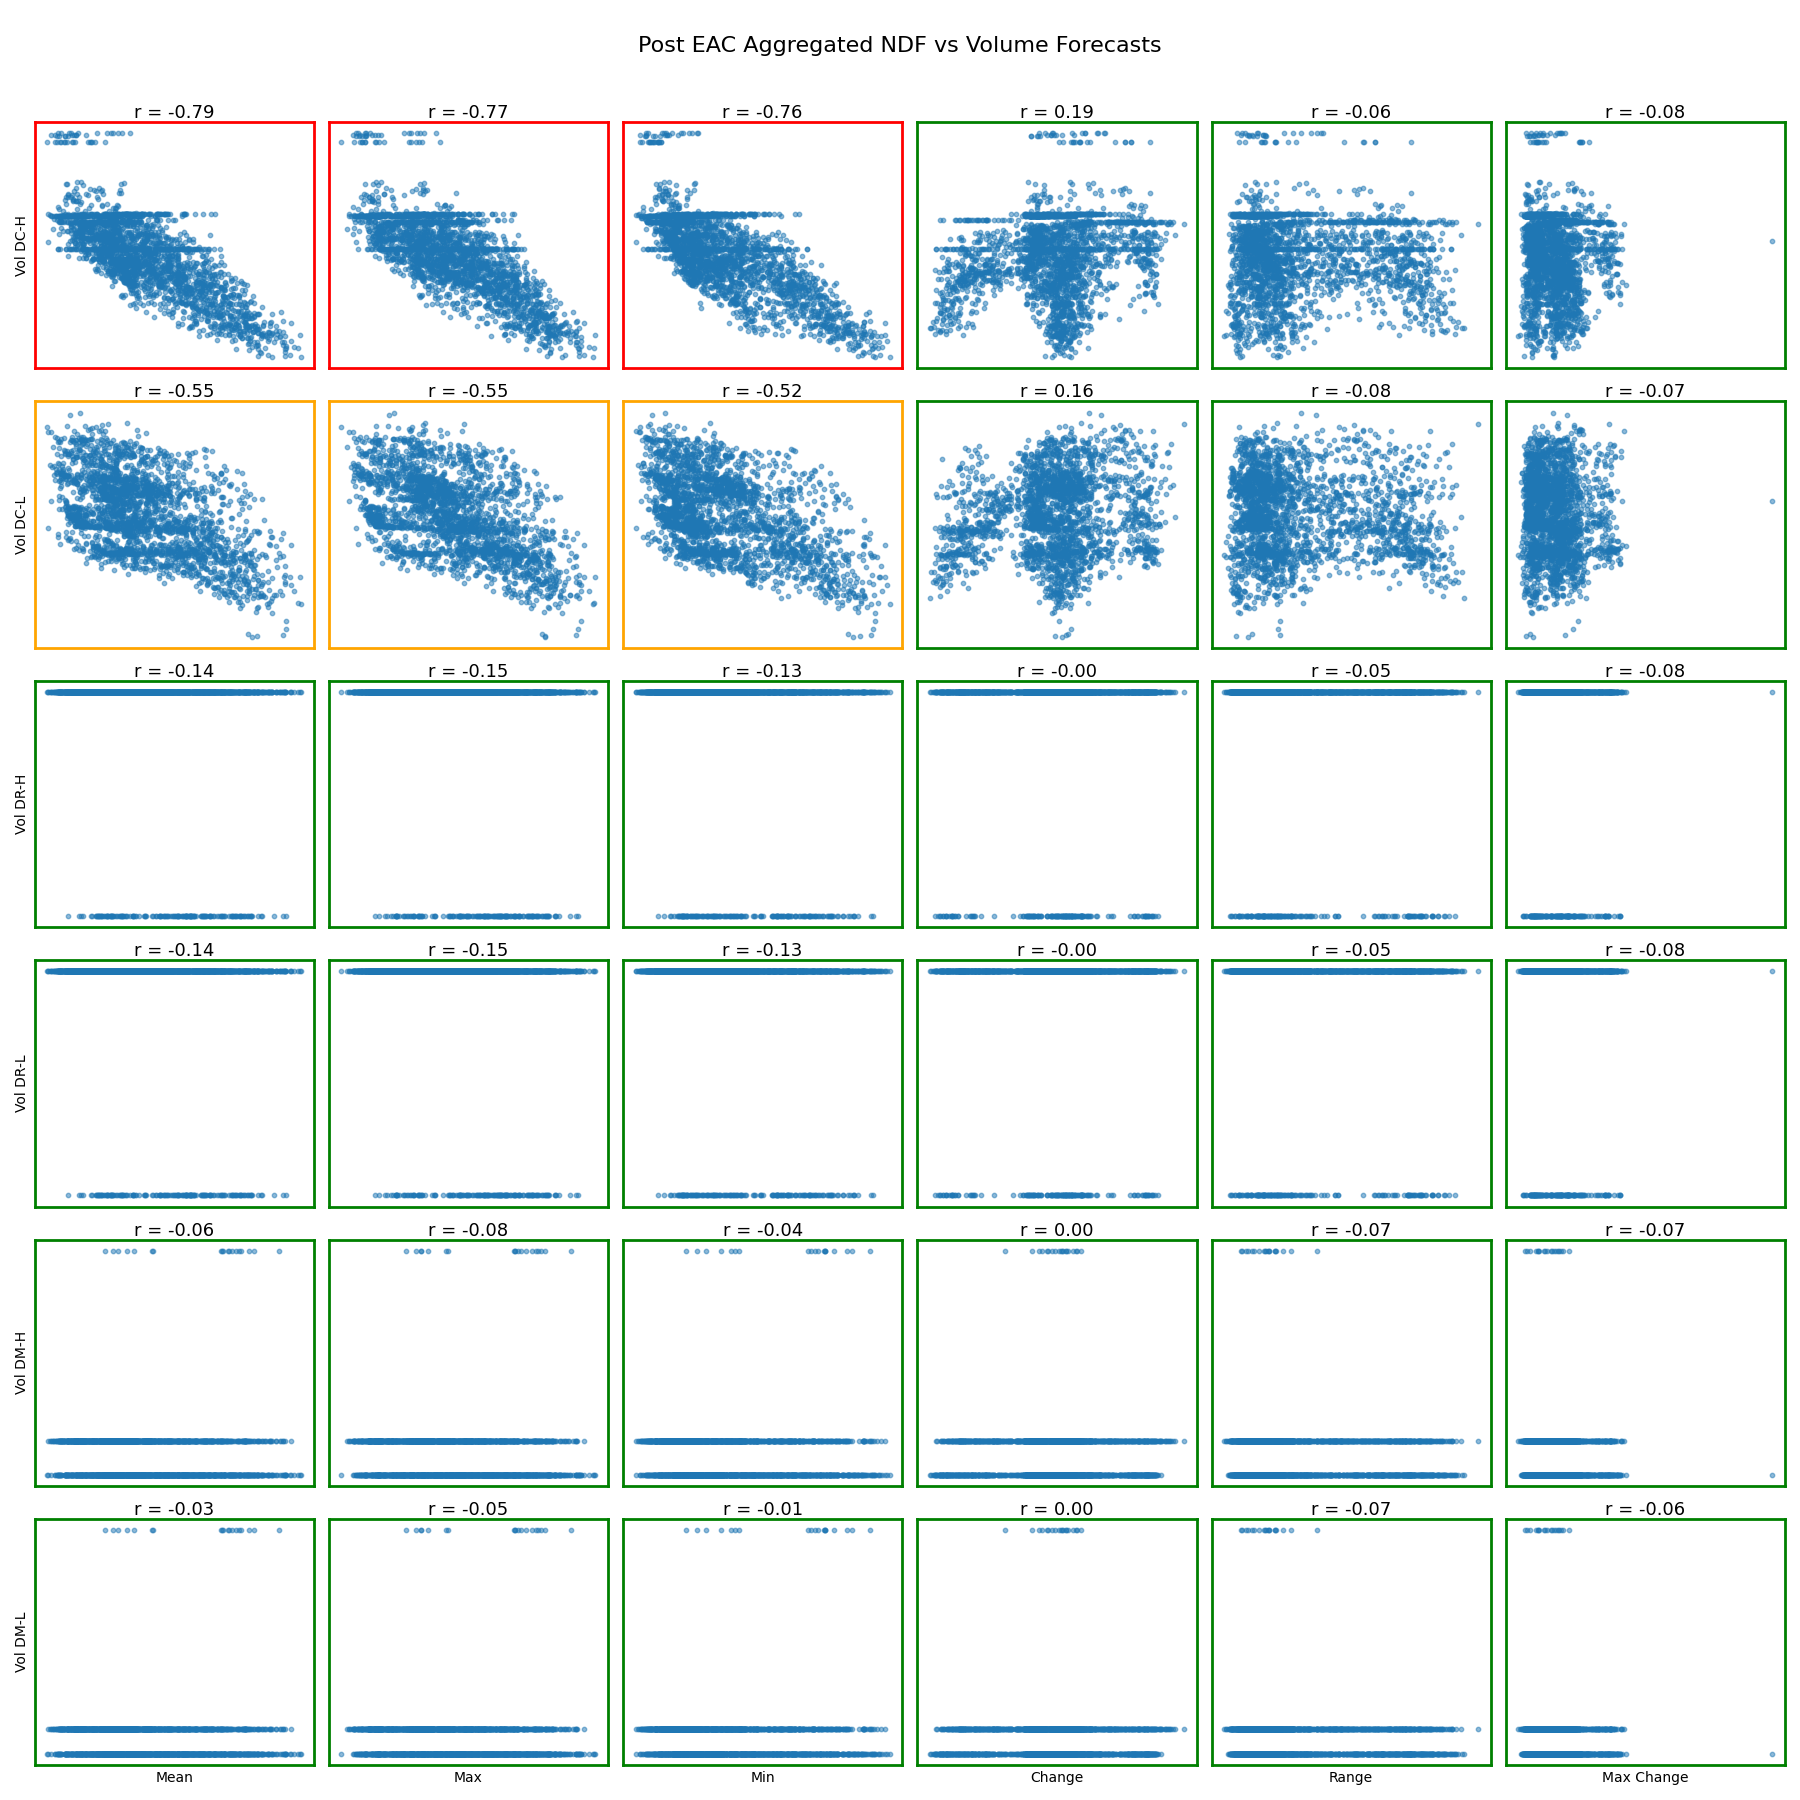 Post EAC Aggregated NDF vs Volume Forecasts
r = -0.79 r = -0.77 r = -0.76 r = 0.19 r = -0.06 r = -0.08
Vol DC-H
r = -0.55 r = -0.55 r = -0.52 r = 0.16 r = -0.08 r = -0.07
Vol DC-L
r = -0.14 r = -0.15 r = -0.13 r = -0.00 r = -0.05 r = -0.08
Vol DR-H
r = -0.14 r = -0.15 r = -0.13 r = -0.00 r = -0.05 r = -0.08
Vol DR-L
r = -0.06 r = -0.08 r = -0.04 r = 0.00 r = -0.07 r = -0.07
Vol DM-H
r = -0.03 r = -0.05 r = -0.01 r = 0.00 r = -0.07 r = -0.06
Vol DM-L
Mean Max Min Change Range Max Change